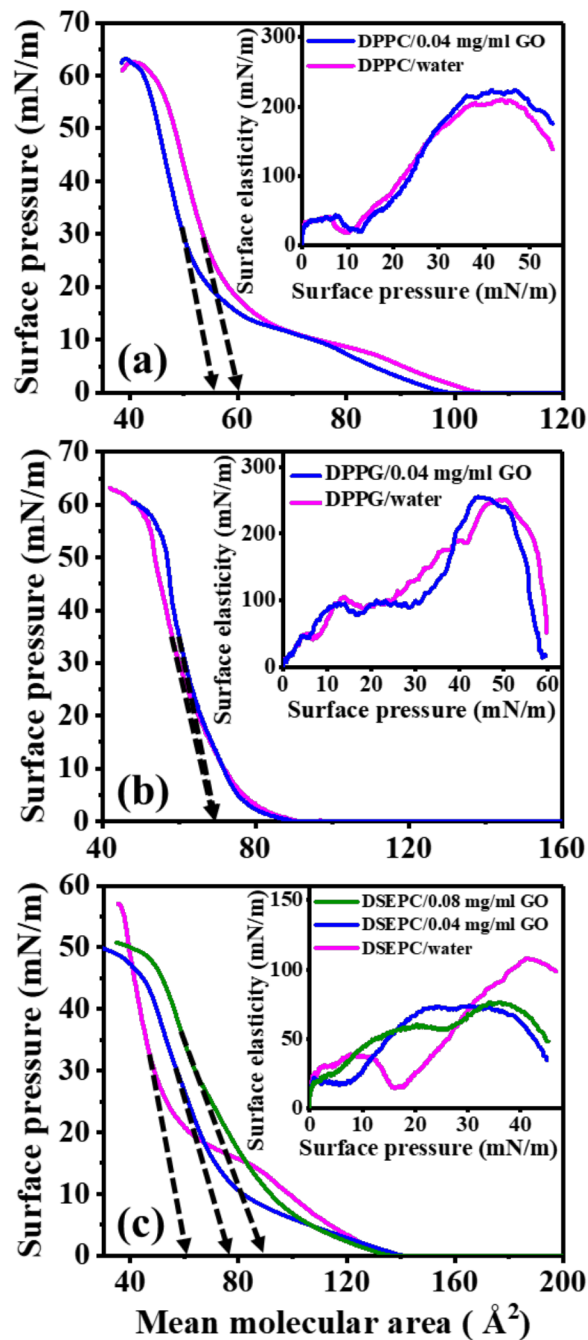 70
60
50
40
30
20
10
0
Surface pressure (mN/m)
(a)
40 60 80 100 120
300
200
100
0
Surface elasticity (mN/m)
DPPC/0.04 mg/ml GO
DPPC/water
0 10 20 30 40 50
Surface pressure (mN/m)
70
60
50
40
30
20
10
0
Surface pressure (mN/m)
(b)
40 80 120 160
300
200
100
0
Surface elasticity (mN/m)
DPPG/0.04 mg/ml GO
DPPG/water
0 10 20 30 40 50 60
Surface pressure (mN/m)
60
50
40
30
20
10
0
Surface pressure (mN/m)
(c)
40 80 120 160 200
150
100
50
0
Surface elasticity (mN/m)
DSEPC/0.08 mg/ml GO
DSEPC/0.04 mg/ml GO
DSEPC/water
0 10 20 30 40
Surface pressure (mN/m)
Mean molecular area ( Å²)